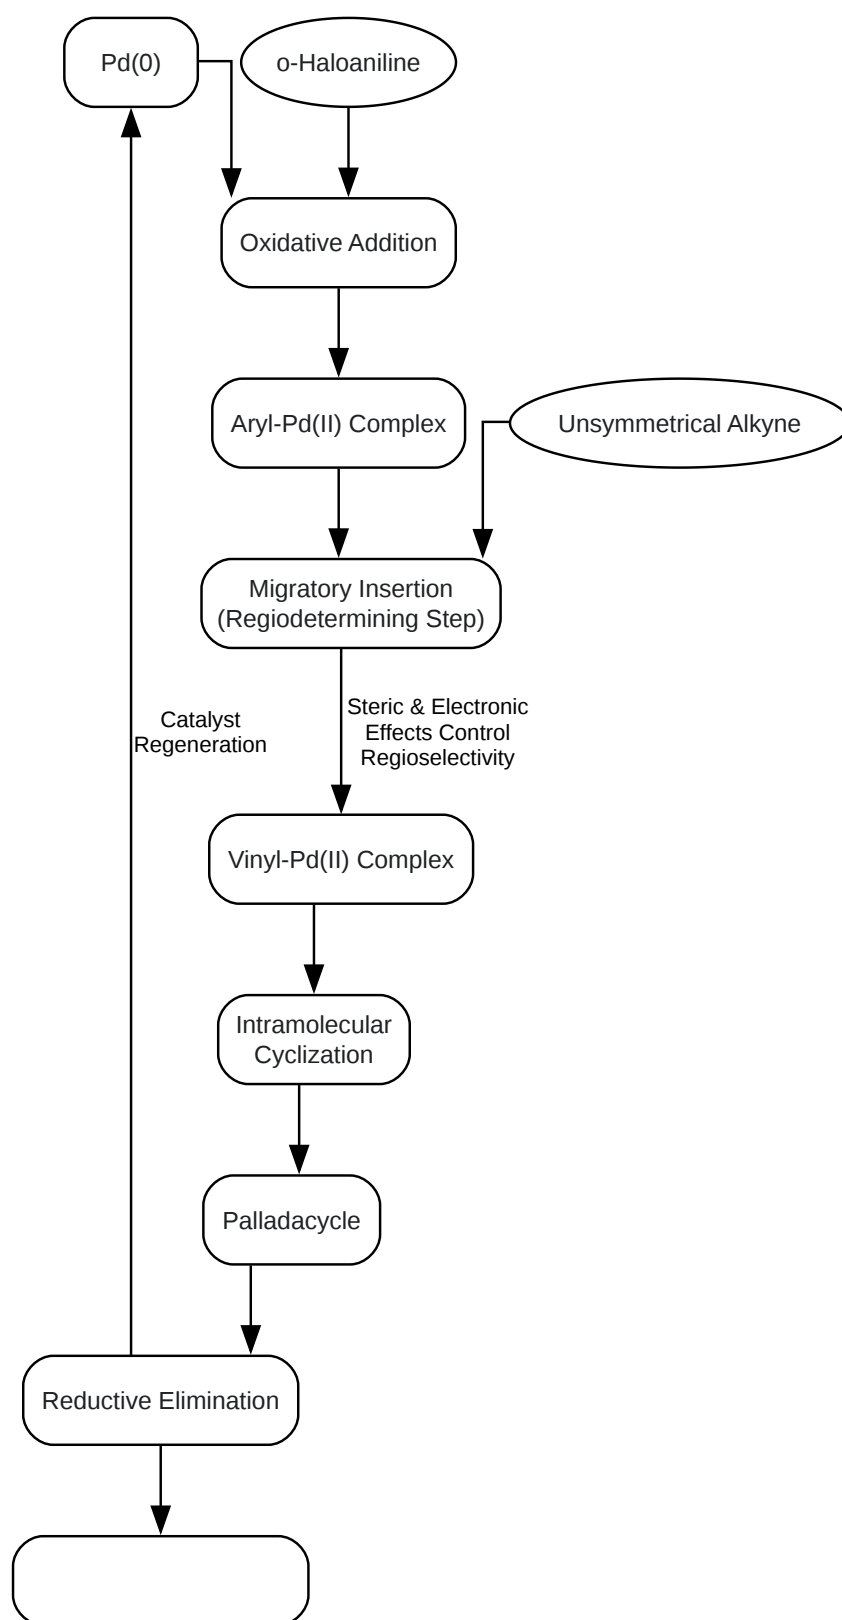 Pd(0)
o-Haloaniline
Oxidative Addition
Aryl-Pd(II) Complex
Unsymmetrical Alkyne
Migratory Insertion
(Regiodetermining Step)
Catalyst
Regeneration
Steric & Electronic
Effects Control
Regioselectivity
Vinyl-Pd(II) Complex
Intramolecular
Cyclization
Palladacycle
Reductive Elimination